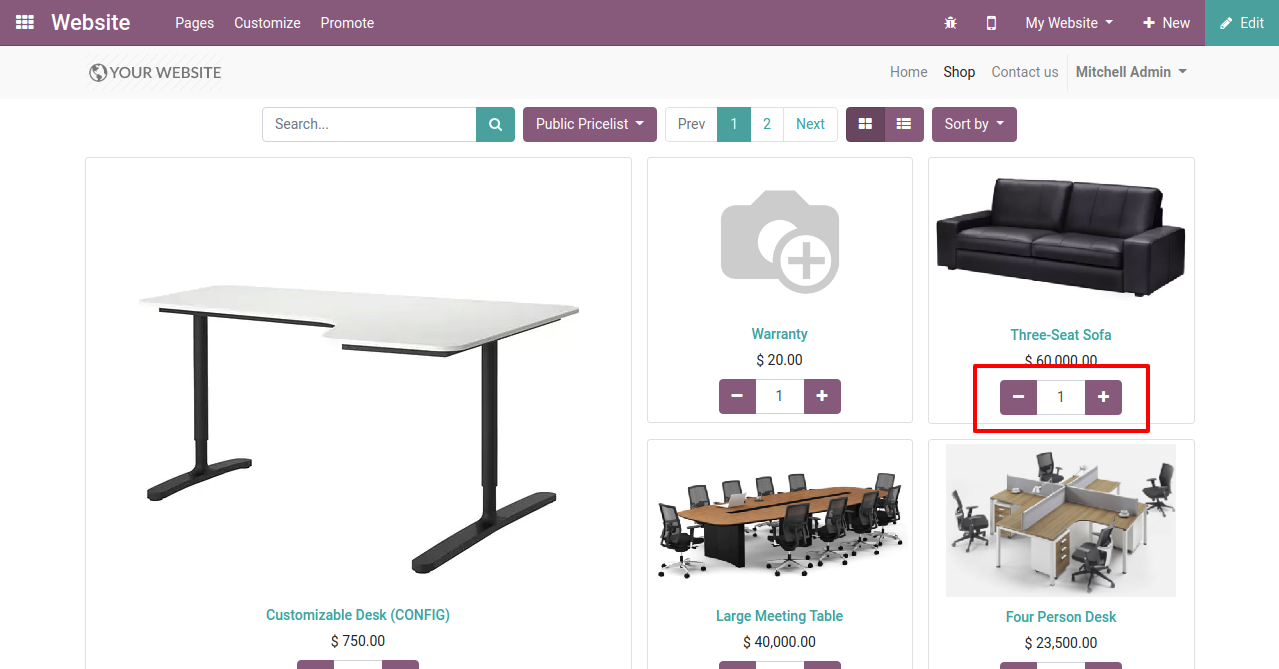 Website Pages Customize Promote My Website New Edit
YOUR WEBSITE Home Shop Contact us Mitchell Admin
Search... Public Pricelist Prev 1 2 Next Sort by
Warranty
$ 20.00
1
Three-Seat Sofa
$ 60,000.00
1
Customizable Desk (CONFIG)
$ 750.00
Large Meeting Table
$ 40,000.00
Four Person Desk
$ 23,500.00